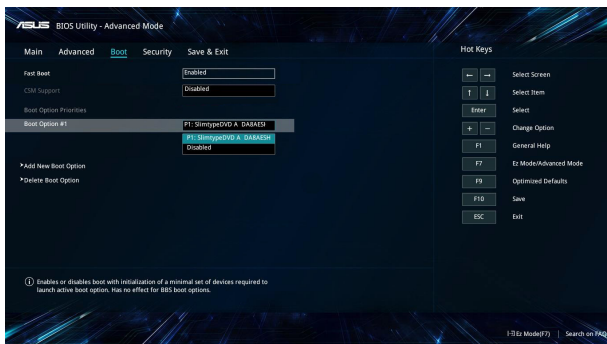 ASUS BIOS Utility - Advanced Mode
Main Advanced Boot Security Save & Exit
Hot Keys
Fast Boot Enabled
CSM Support Disabled
Boot Option Priorities
Boot Option #1 P1: SlimtypeDVD A DA8AESI
P1: SlimtypeDVD A DA8AESH
Disabled
Add New Boot Option
Delete Boot Option
← → Select Screen
↑ ↓ Select Item
Enter Select
+ − Change Option
F1 General Help
F7 Ez Mode/Advanced Mode
F9 Optimized Defaults
F10 Save
ESC Exit
Enables or disables boot with initialization of a minimal set of devices required to
launch active boot option. Has no effect for BBS boot options.
Ez Mode(F7) | Search on FAQ